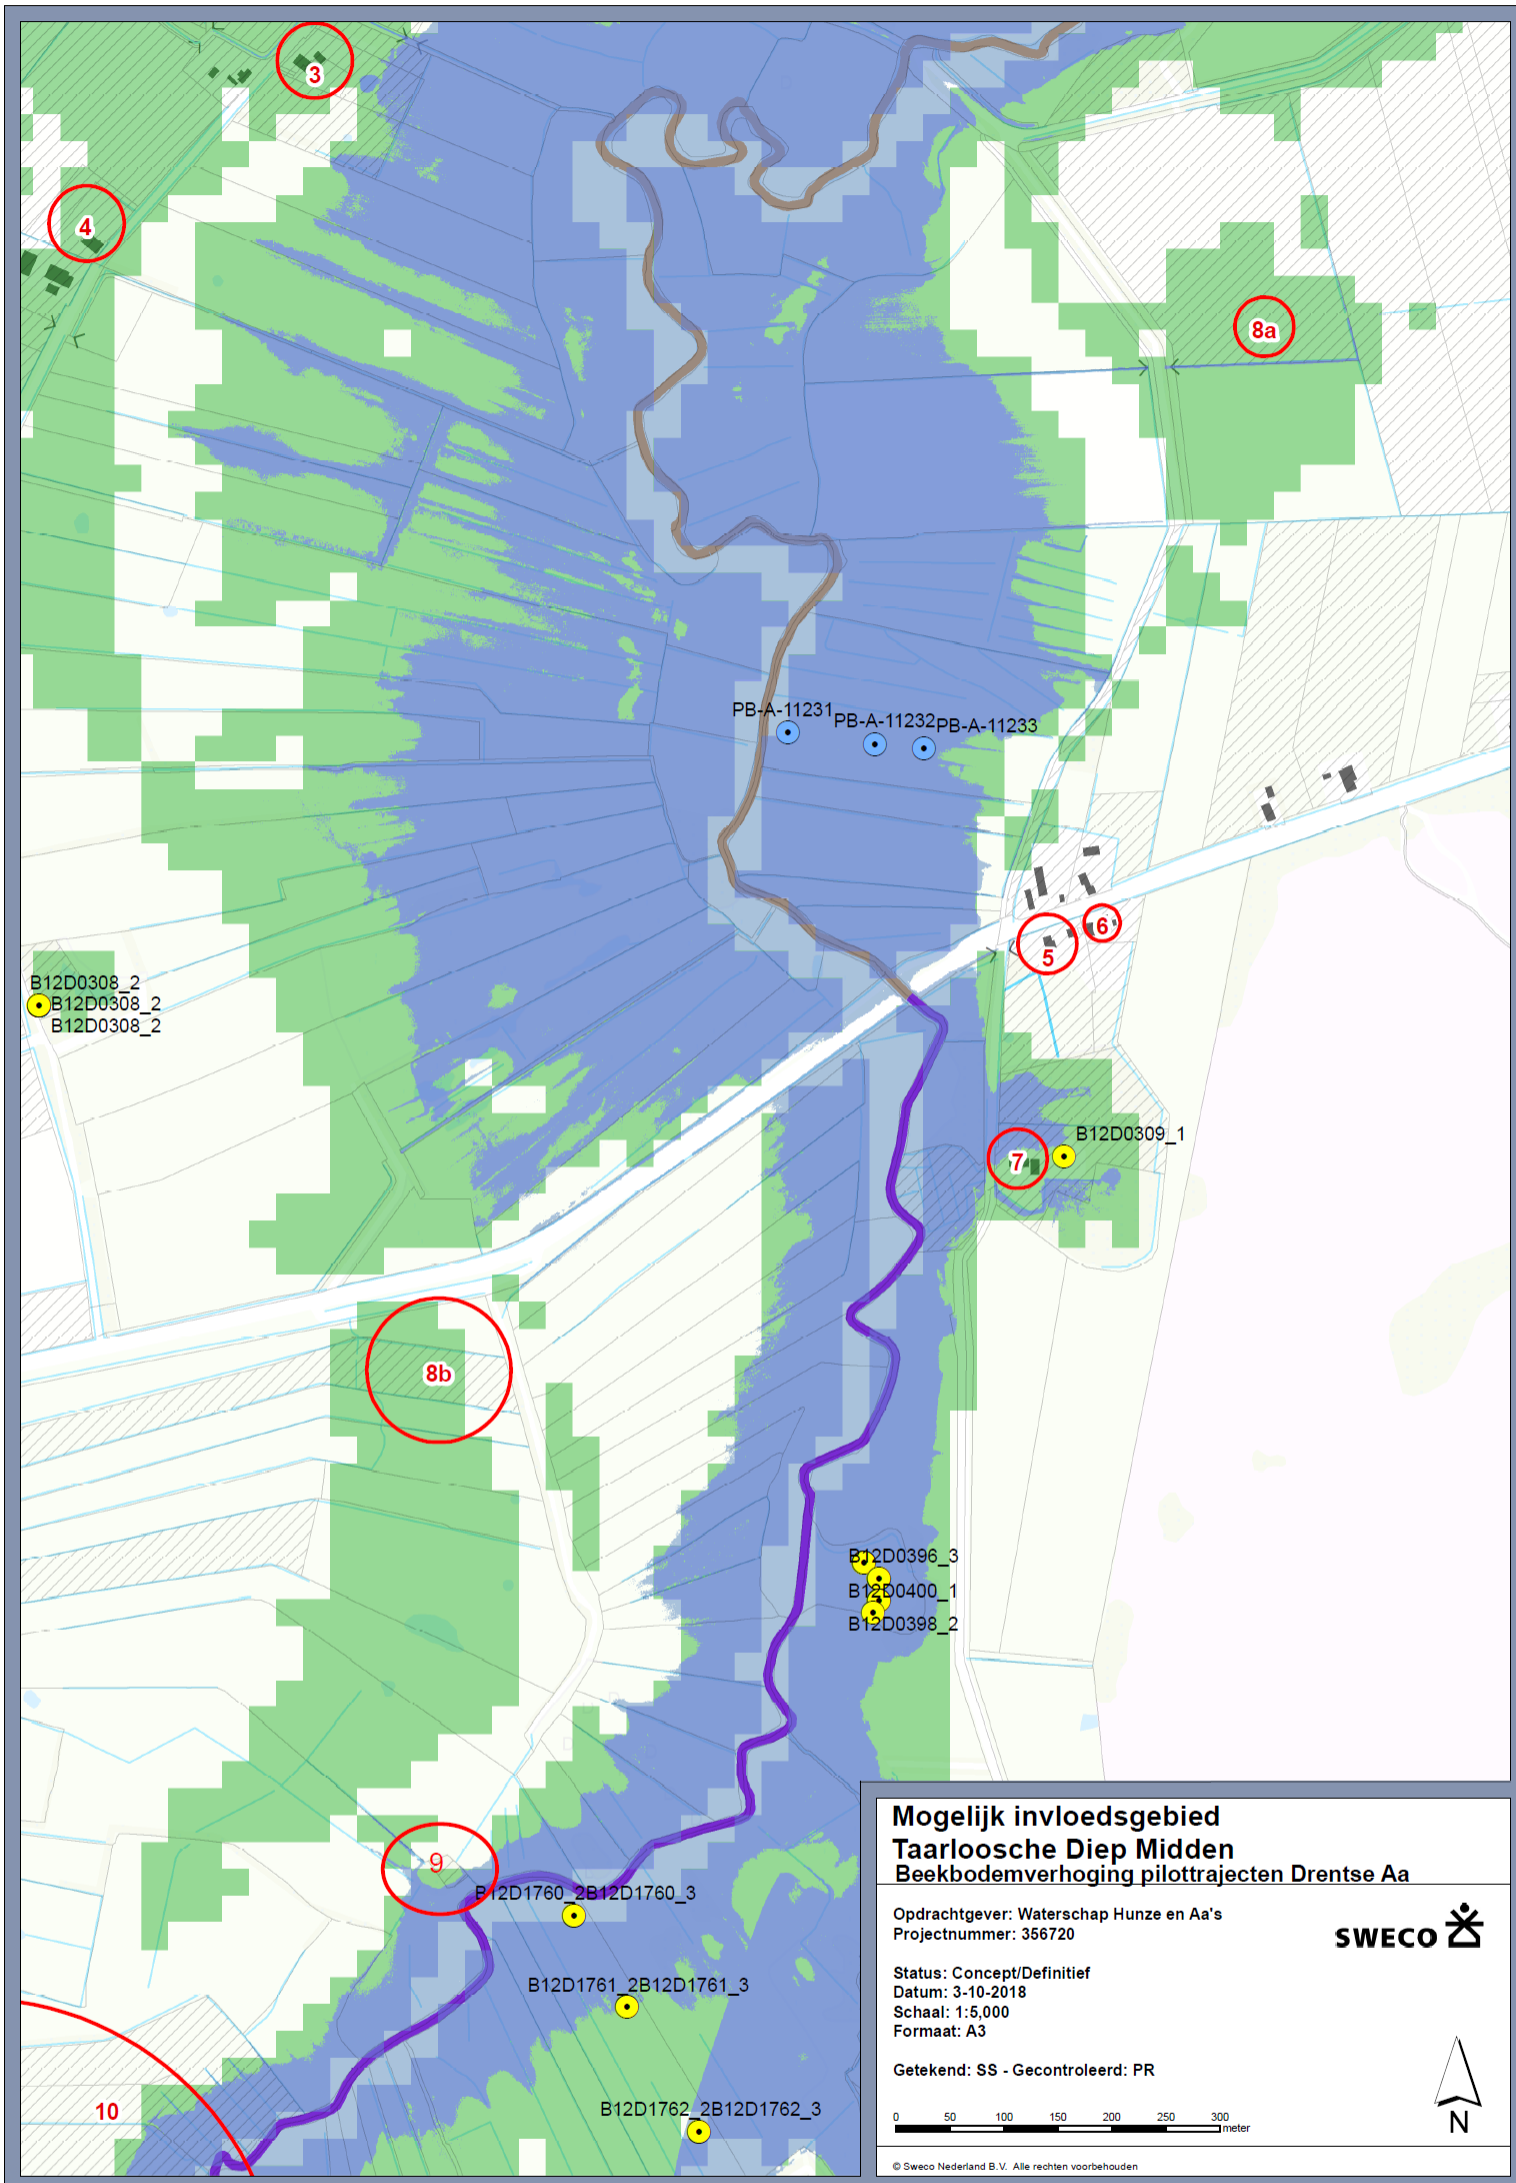 3
4
8a
PB-A-11231
PB-A-11232
PB-A-11233
6
5
B12D0308_2
B12D0308_2
B12D0308_2
B12D0309_1
7
8b
B12D0396_3
B12D0400_1
B12D0398_2
9
B12D1760_2B12D1760_3
B12D1761_2B12D1761_3
10
B12D1762_2B12D1762_3
Mogelijk invloedsgebied
Taarloosche Diep Midden
Beekbodemverhoging pilottrajecten Drentse Aa
Opdrachtgever: Waterschap Hunze en Aa's
Projectnummer: 356720
SWECO
Status: Concept/Definitief
Datum: 3-10-2018
Schaal: 1:5,000
Formaat: A3
Getekend: SS - Gecontroleerd: PR
0 50 100 150 200 250 300
meter
N
© Sweco Nederland B.V. Alle rechten voorbehouden